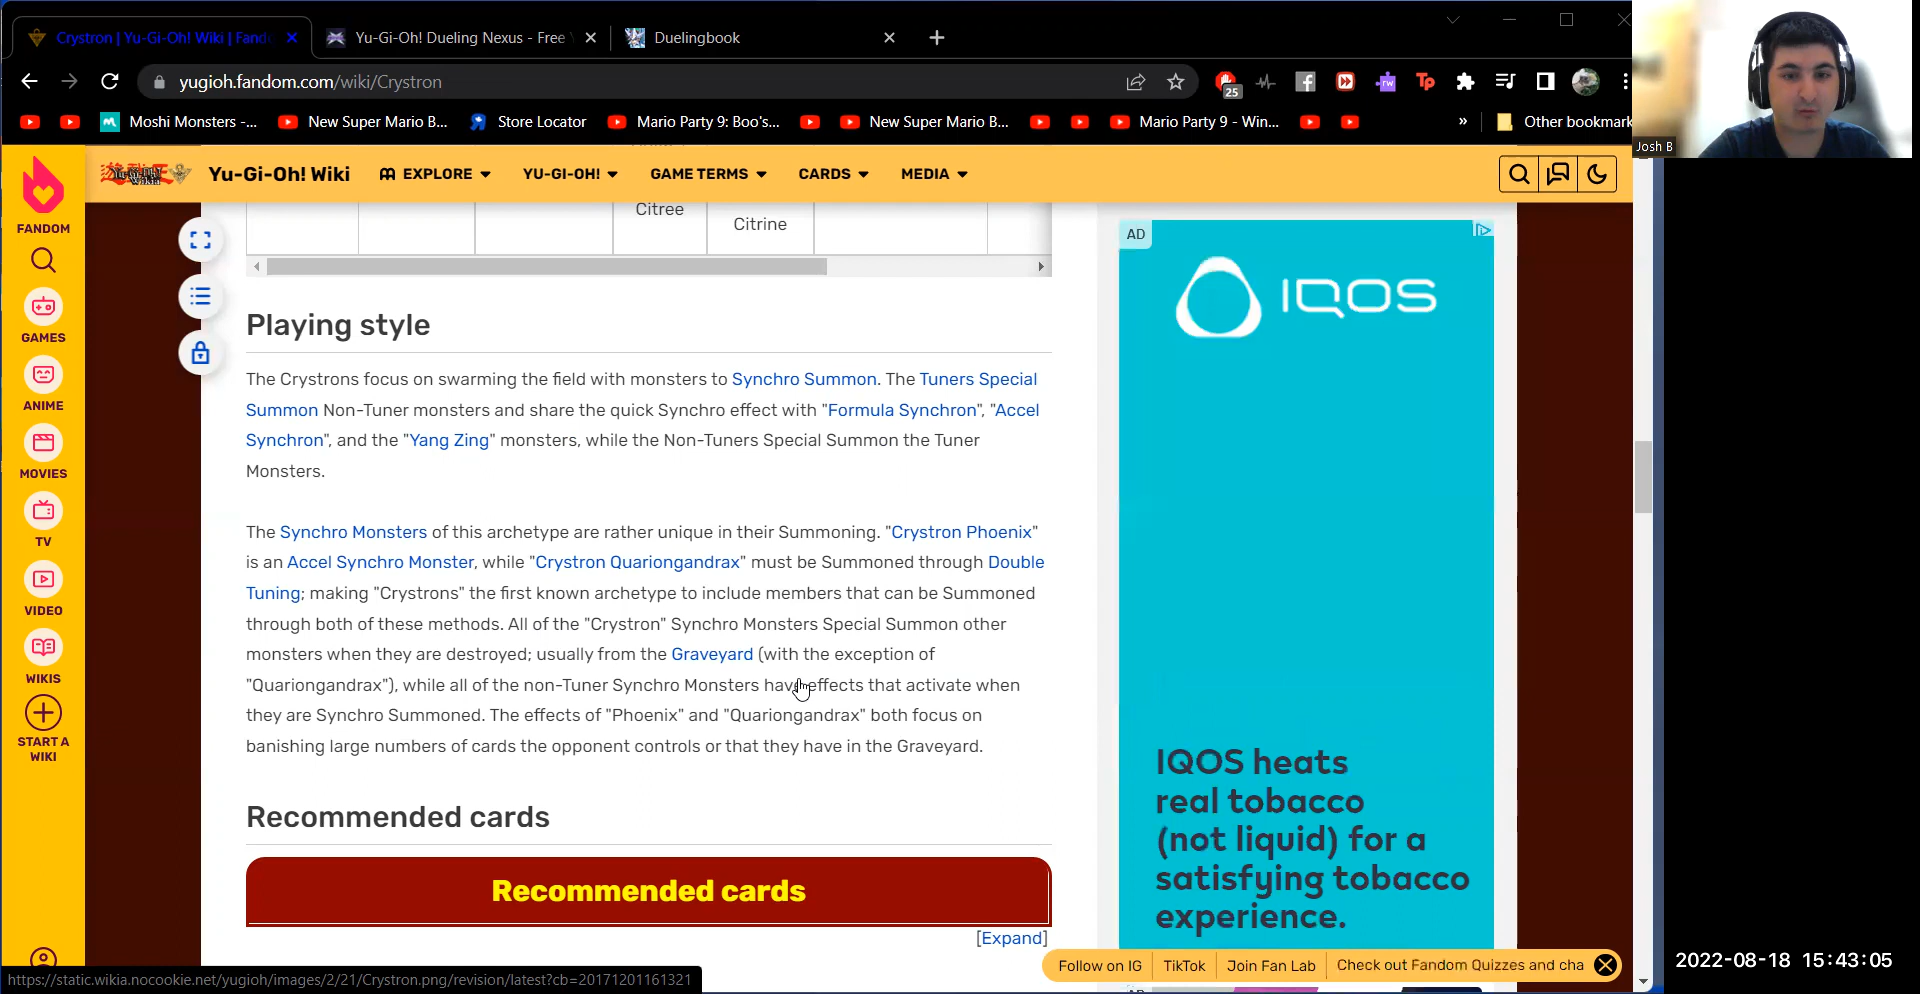 Crystron | Yu-Gi-Oh! Wiki | Fand
Yu-Gi-Oh! Dueling Nexus - Free
Duelingbook
yugioh.fandom.com/wiki/Crystron
25
Moshi Monsters -...
New Super Mario B...
Store Locator
Mario Party 9: Boo's...
New Super Mario B...
Mario Party 9 - Win...
»
Other bookmark
Josh B
Yu-Gi-Oh! Wiki
EXPLORE
YU-GI-OH!
GAME TERMS
CARDS
MEDIA
FANDOM
GAMES
ANIME
MOVIES
TV
VIDEO
WIKIS
START A
WIKI
Citree
Citrine
Playing style
The Crystrons focus on swarming the field with monsters to Synchro Summon. The Tuners Special
Summon Non-Tuner monsters and share the quick Synchro effect with "Formula Synchron", "Accel
Synchron", and the "Yang Zing" monsters, while the Non-Tuners Special Summon the Tuner
Monsters.
The Synchro Monsters of this archetype are rather unique in their Summoning. "Crystron Phoenix"
is an Accel Synchro Monster, while "Crystron Quariongandrax" must be Summoned through Double
Tuning; making "Crystrons" the first known archetype to include members that can be Summoned
through both of these methods. All of the "Crystron" Synchro Monsters Special Summon other
monsters when they are destroyed; usually from the Graveyard (with the exception of
"Quariongandrax"), while all of the non-Tuner Synchro Monsters have effects that activate when
they are Synchro Summoned. The effects of "Phoenix" and "Quariongandrax" both focus on
banishing large numbers of cards the opponent controls or that they have in the Graveyard.
Recommended cards
Recommended cards
[Expand]
AD
IQOS
IQOS heats
real tobacco
(not liquid) for a
satisfying tobacco
experience.
Follow on IG
TikTok
Join Fan Lab
Check out Fandom Quizzes and cha
https://static.wikia.nocookie.net/yugioh/images/2/21/Crystron.png/revision/latest?cb=20171201161321
2022-08-18 15:43:05